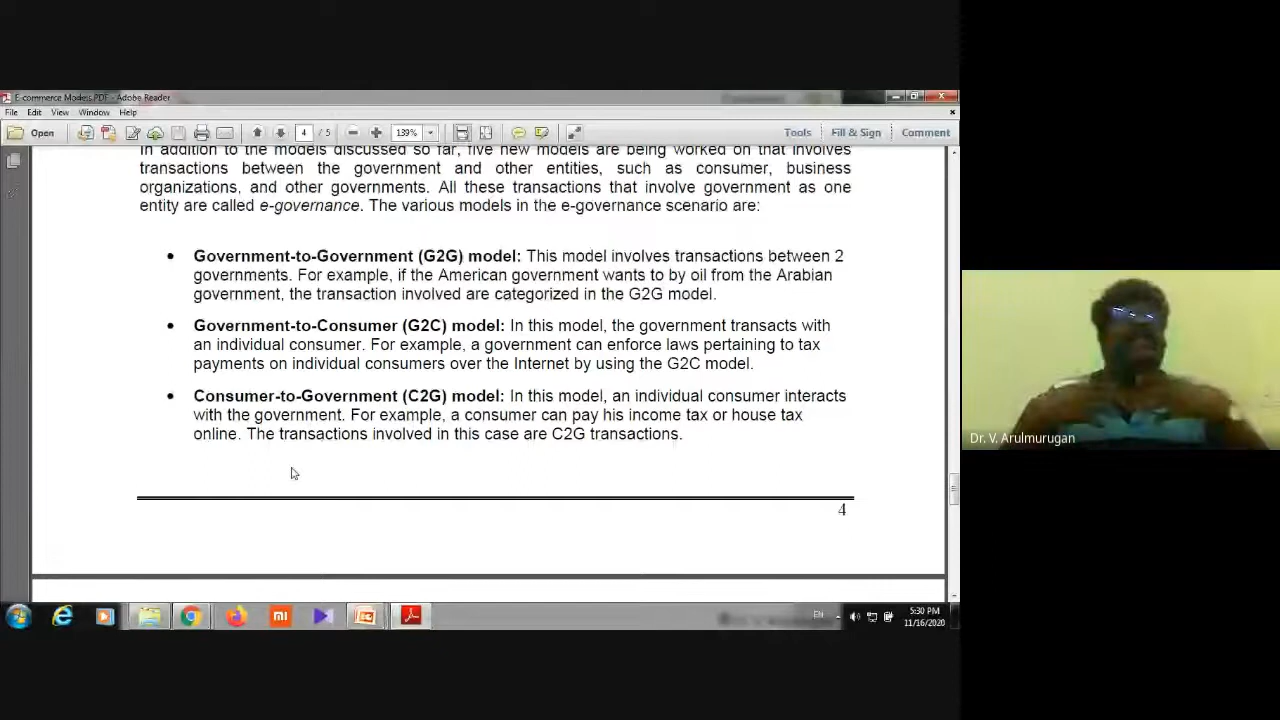 E-commerce Models.PDF - Adobe Reader
File Edit View Window Help
Open 4 / 5 139% Tools Fill & Sign Comment
In addition to the models discussed so far, five new models are being worked on that involves
transactions between the government and other entities, such as consumer, business
organizations, and other governments. All these transactions that involve government as one
entity are called e-governance. The various models in the e-governance scenario are:
• Government-to-Government (G2G) model: This model involves transactions between 2
governments. For example, if the American government wants to by oil from the Arabian
government, the transaction involved are categorized in the G2G model.
• Government-to-Consumer (G2C) model: In this model, the government transacts with
an individual consumer. For example, a government can enforce laws pertaining to tax
payments on individual consumers over the Internet by using the G2C model.
• Consumer-to-Government (C2G) model: In this model, an individual consumer interacts
with the government. For example, a consumer can pay his income tax or house tax
online. The transactions involved in this case are C2G transactions.
4
Dr. V. Arulmurugan
mi
EN
5:30 PM
11/16/2020